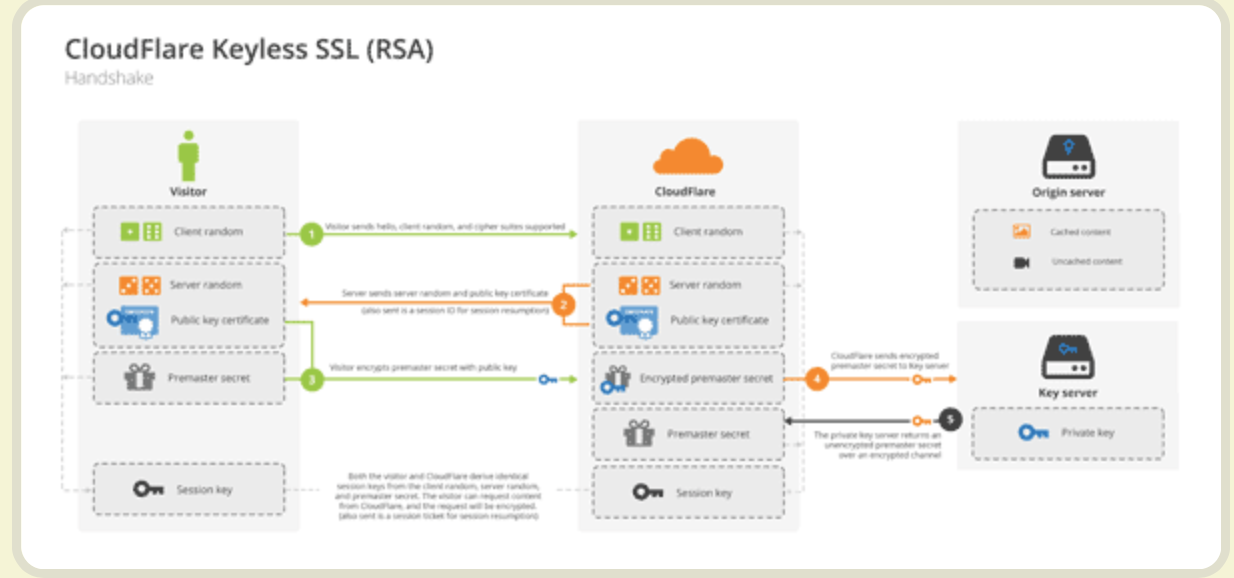 CloudFlare Keyless SSL (RSA)
Handshake
Visitor
CloudFlare
Origin server
Client random
1
Visitor sends hello, client random, and cipher suites supported
Client random
Cached content
Uncached content
Server random
Public key certificate
Server sends server random and public key certificate
(also sent is a session ID for session resumption)
2
Server random
Public key certificate
Key server
Premaster secret
3
Visitor encrypts premaster secret with public key
Encrypted premaster secret
4
CloudFlare sends encrypted
premaster secret to Key server
Premaster secret
5
The private key server returns an
unencrypted premaster secret
over an encrypted channel
Private key
Session key
Both the visitor and CloudFlare derive identical
session keys from the client random, server random,
and premaster secret. The visitor can request content
from CloudFlare, and the request will be encrypted.
(also sent is a session ticket for session resumption)
Session key